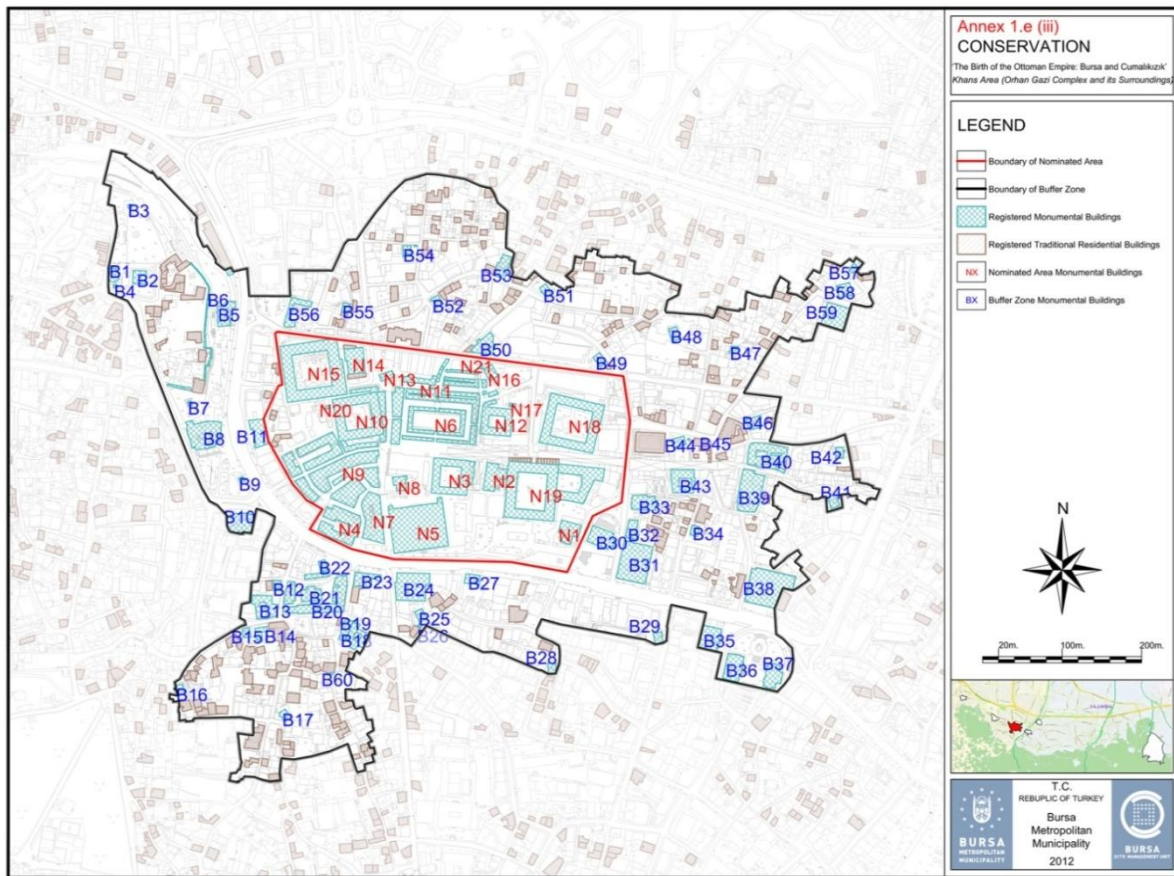 Annex 1.e (iii)
CONSERVATION
'The Birth of the Ottoman Empire: Bursa and Cumalıkızık'
Khans Area (Orhan Gazi Complex and its Surroundings)
LEGEND
Boundary of Nominated Area
Boundary of Buffer Zone
Registered Monumental Buildings
Registered Traditional Residential Buildings
NX Nominated Area Monumental Buildings
BX Buffer Zone Monumental Buildings
B3
B54
B53
B1
B2
B4
B57
B58
B51
B6
B5
B56
B55
B52
B59
B48
B50
B47
B49
N15
N14
N13
N21
N16
N11
N20
N10
N6
N17
N12
N18
B7
B8
B11
B46
B44
B45
B40
B42
N9
N8
N3
N2
N19
B9
B43
B39
B41
B10
N4
N7
N5
N1
B33
B30
B32
B34
B31
B22
B23
B24
B27
B12
B21
B13
B20
B38
B25
B19
B15
B14
B18
B26
B29
B35
B28
B36
B37
B60
B16
B17
N
20m. 100m. 200m.
T.C.
REBUPLIC OF TURKEY
Bursa
Metropolitan
Municipality
2012
BURSA
METROPOLITAN
MUNICIPALITY
BURSA
SITE MANAGEMENT UNIT